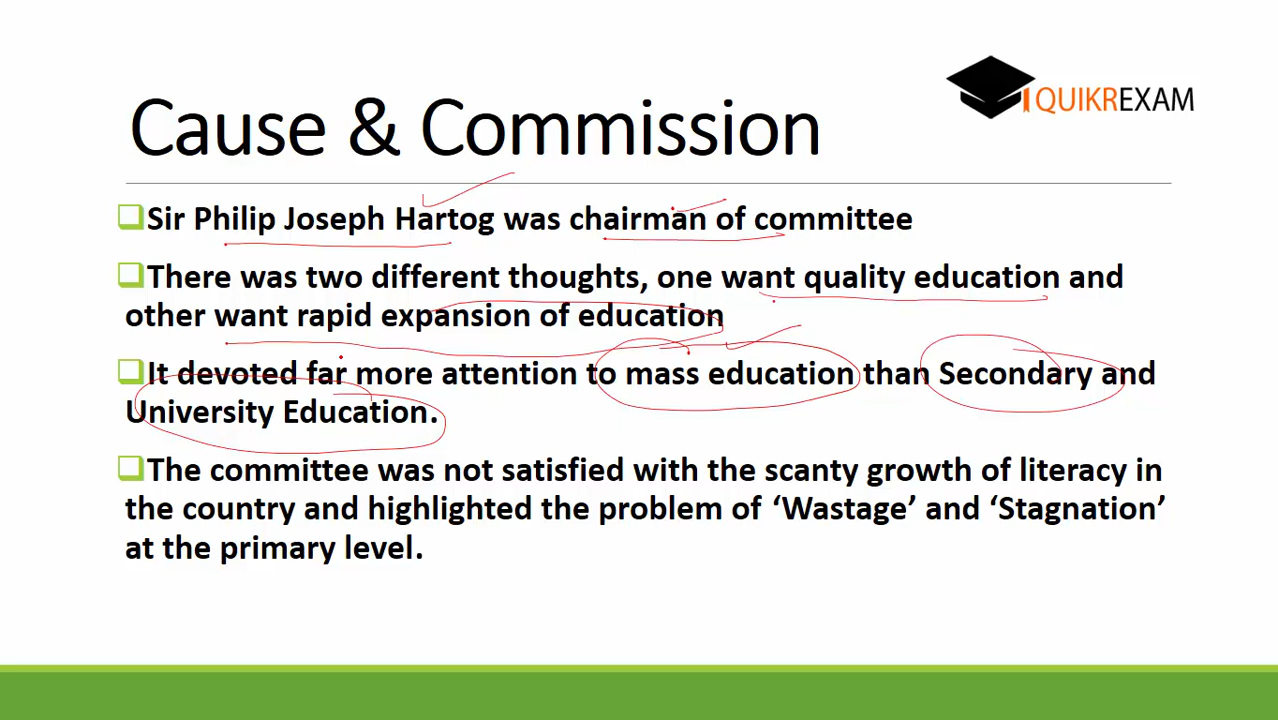 QUIKREXAM
Cause & Commission
Sir Philip Joseph Hartog was chairman of committee
There was two different thoughts, one want quality education and
other want rapid expansion of education
It devoted far more attention to mass education than Secondary and
University Education.
The committee was not satisfied with the scanty growth of literacy in
the country and highlighted the problem of ‘Wastage’ and ‘Stagnation’
at the primary level.